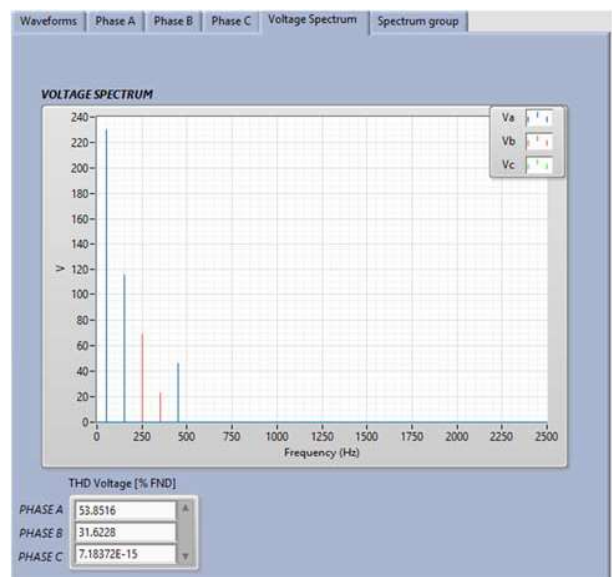 Waveforms Phase A Phase B Phase C Voltage Spectrum Spectrum group
VOLTAGE SPECTRUM
Va
Vb
Vc
240
220
200
180
160
140
120
100
80
60
40
20
0
V
0 250 500 750 1000 1250 1500 1750 2000 2250 2500
Frequency (Hz)
THD Voltage [% FND]
PHASE A 53.8516
PHASE B 31.6228
PHASE C 7.18372E-15